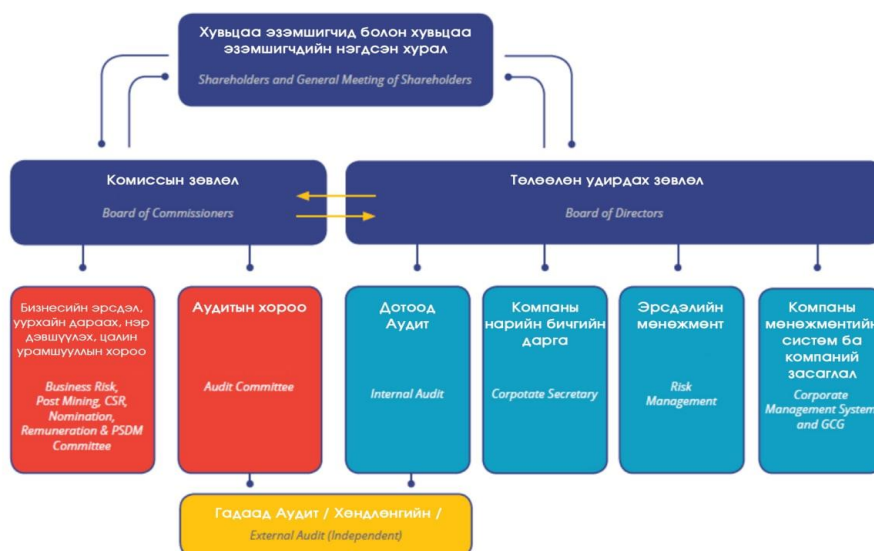 Хувьцаа эзэмшигчид болон хувьцаа
эзэмшигчдийн нэгдсэн хурал
Shareholders and General Meeting of Shareholders
Комиссын зөвлөл
Board of Commissioners
Төлөөлөн удирдах зөвлөл
Board of Directors
Бизнесийн эрсдэл,
уурхайн дараах, нэр
дэвшүүлэх, цалин
урамшууллын хороо
Business Risk,
Post Mining, CSR,
Nomination,
Remuneration & PSDM
Committee
Аудитын хороо
Audit Committee
Дотоод
Аудит
Internal Audit
Компаны
нарийн бичгийн
дарга
Corpotate Secretary
Эрсдэлийн
мөнөжмөнт
Risk
Management
Компаны
мөнөжмөнтийн
систөм ба
компаний
засаглал
Corporate
Management System
and GCG
Гадаад Аудит / Хөндлөнгийн /
External Audit (Independent)